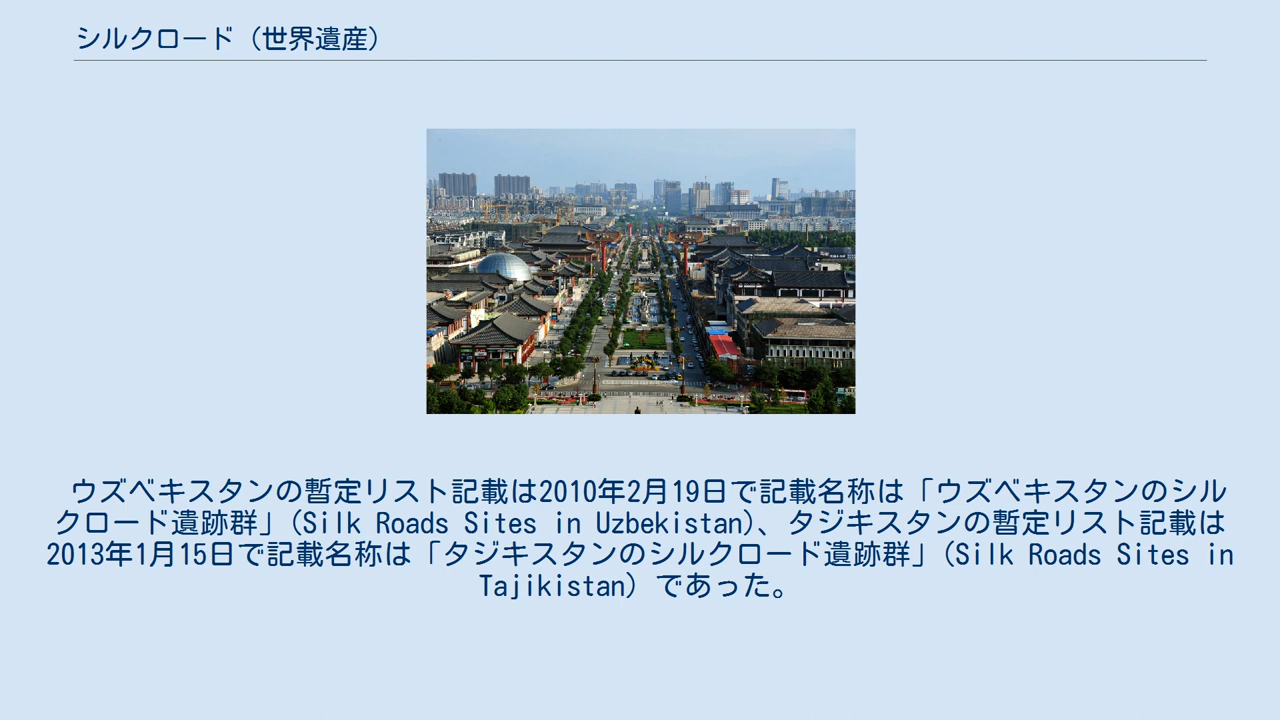 シルクロード（世界遺産）
ウズベキスタンの暫定リスト記載は2010年2月19日で記載名称は「ウズベキスタンのシル
クロード遺跡群」(Silk Roads Sites in Uzbekistan)、タジキスタンの暫定リスト記載は
2013年1月15日で記載名称は「タジキスタンのシルクロード遺跡群」(Silk Roads Sites in
Tajikistan）であった。